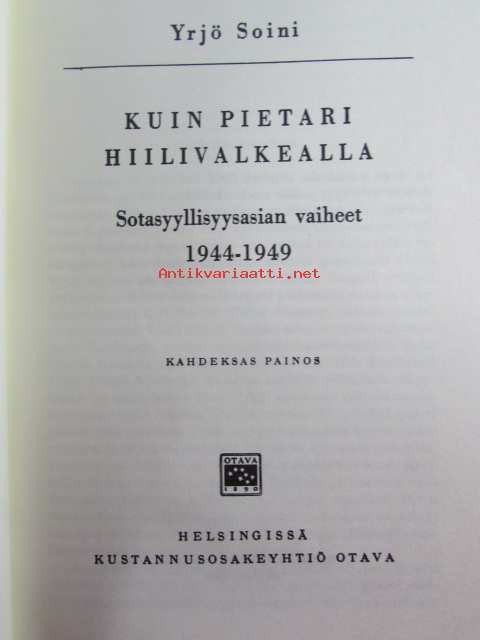 Yrjö Soini
KUIN PIETARI
HIILIVALKEALLA
Sotasyyllisyysasian vaiheet
1944-1949
Antikvariaatti.net
KAHDEKSAS PAINOS
OTAVA
1890
HELSINGISSÄ
KUSTANNUSOSAKEYHTIÖ OTAVA